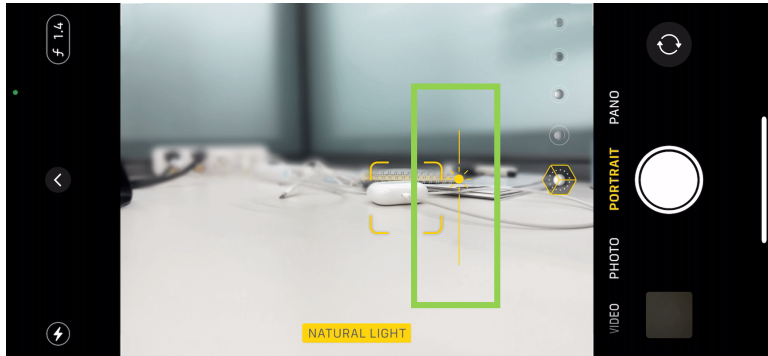 f 1.4
NATURAL LIGHT
PANO
PORTRAIT
PHOTO
VIDEO